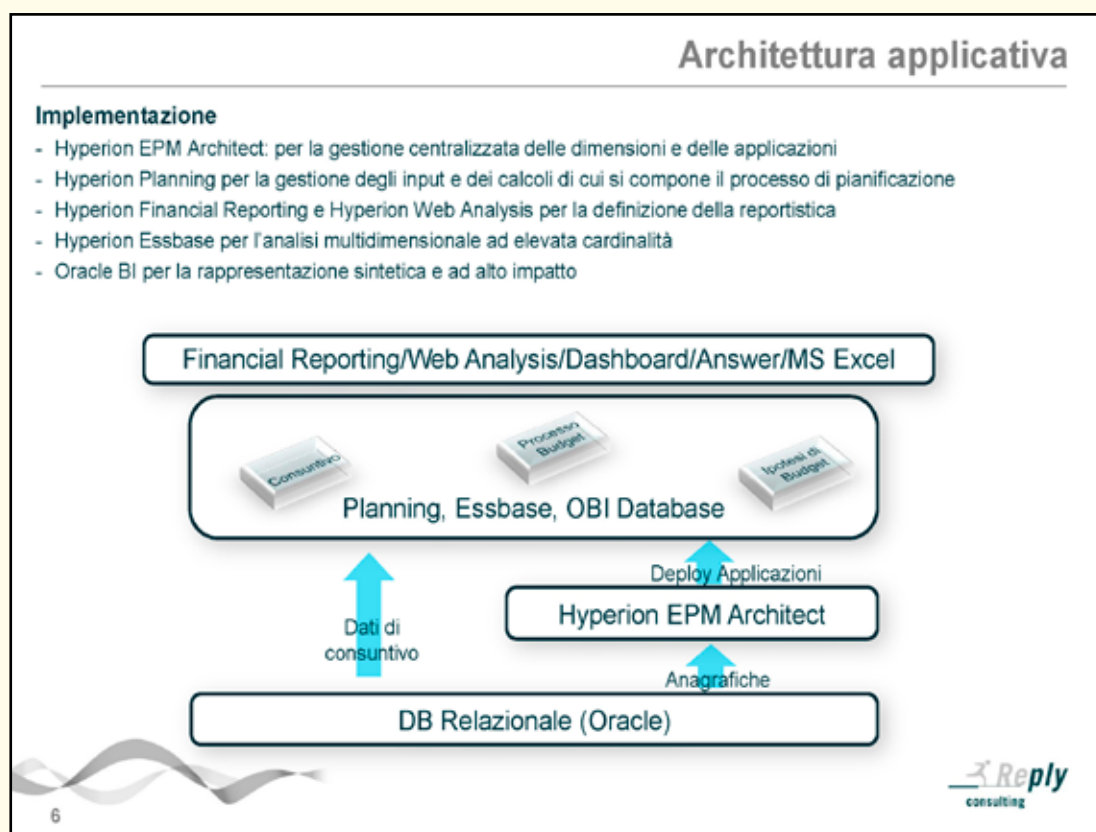 Architettura applicativa
Implementazione
- Hyperion EPM Architect: per la gestione centralizzata delle dimensioni e delle applicazioni
- Hyperion Planning per la gestione degli input e dei calcoli di cui si compone il processo di pianificazione
- Hyperion Financial Reporting e Hyperion Web Analysis per la definizione della reportistica
- Hyperion Essbase per l'analisi multidimensionale ad elevata cardinalità
- Oracle BI per la rappresentazione sintetica e ad alto impatto
Financial Reporting/Web Analysis/Dashboard/Answer/MS Excel
Consuntivo
Processo
Budget
Ipotesi di
Budget
Planning, Essbase, OBI Database
Deploy Applicazioni
Hyperion EPM Architect
Dati di
consuntivo
Anagrafiche
DB Relazionale (Oracle)
Reply
consulting
6